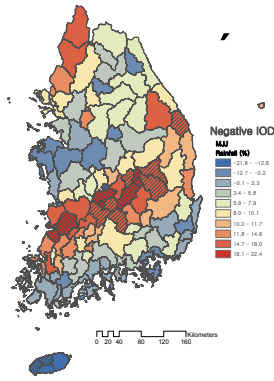 Negative IOD
MJJ
Rainfall (%)
-21.8 - -12.8
-12.7 - -0.2
-0.1 - 3.3
3.4 - 5.8
5.9 - 7.9
8.0 - 10.1
10.2 - 11.7
11.8 - 14.6
14.7 - 18.0
18.1 - 22.4
Kilometers
0 20 40 80 120 160